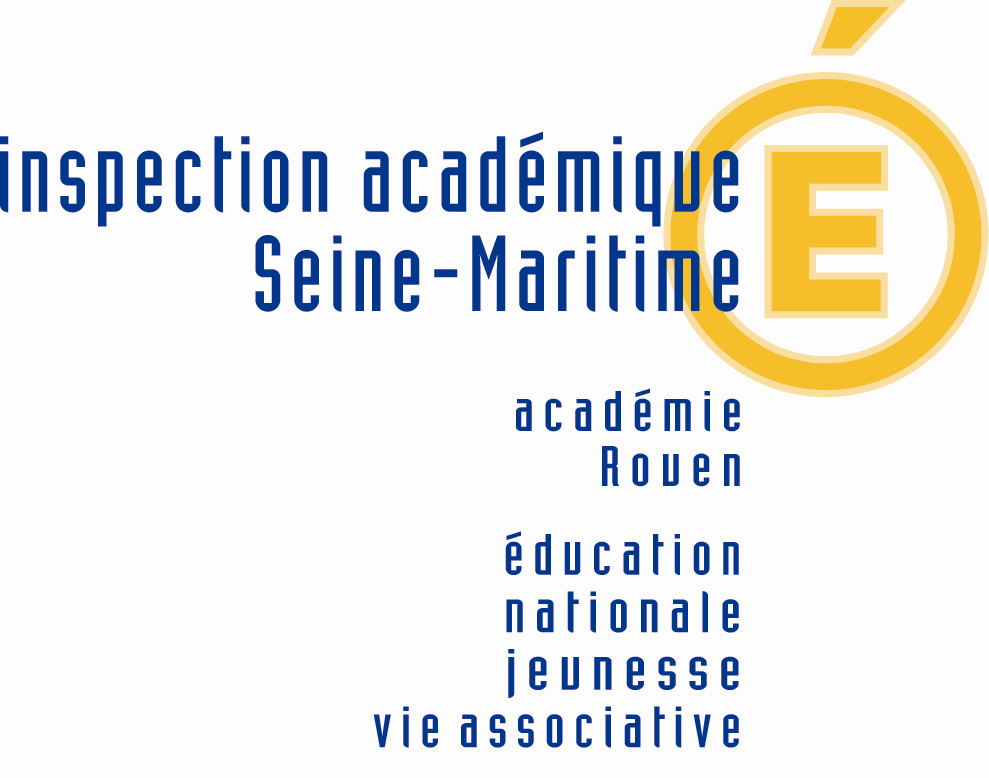 É
inspection académique
Seine-Maritime
académie
Rouen
éducation
nationale
jeunesse
vie associative